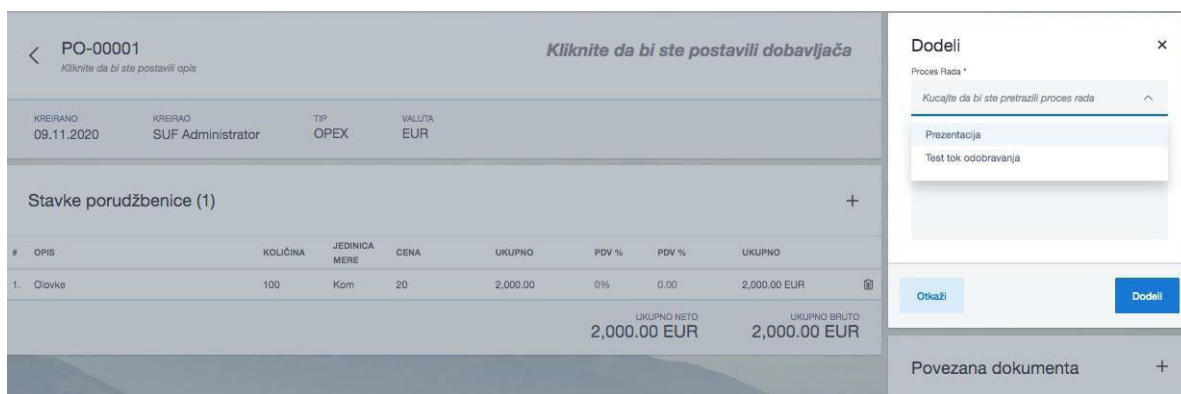 PO-00001
Kliknite da bi ste postavili opis
Kliknite da bi ste postavili dobavljača
KREIRANO KREIRAO TIP VALUTA
09.11.2020 SUF Administrator OPEX EUR
Stavke porudžbenice (1) +
# OPIS KOLIČINA JEDINICA MERE CENA UKUPNO PDV % PDV % UKUPNO
1. Olovke 100 Kom 20 2,000.00 0% 0.00 2,000.00 EUR
UKUPNO NETO UKUPNO BRUTO
2,000.00 EUR 2,000.00 EUR
Dodeli
Proces Rada *
Kucajte da bi ste pretrazili proces rada
Prezentacija
Test tok odobravanja
Otkaži Dodeli
Povezana dokumenta +